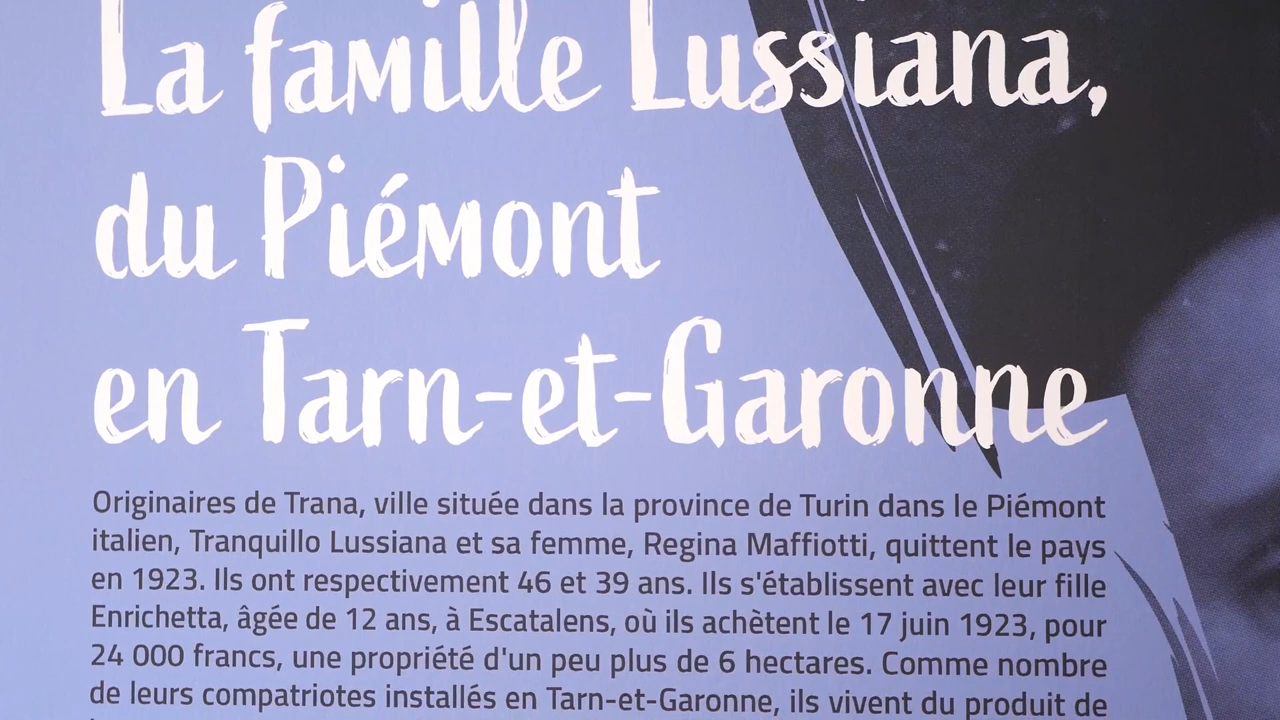 La famille Lussiana,
du Piémont
en Tarn-et-Garonne
Originaires de Trana, ville située dans la province de Turin dans le Piémont
italien, Tranquillo Lussiana et sa femme, Regina Maffiotti, quittent le pays
en 1923. Ils ont respectivement 46 et 39 ans. Ils s'établissent avec leur fille
Enrichetta, âgée de 12 ans, à Escatalens, où ils achètent le 17 juin 1923, pour
24 000 francs, une propriété d'un peu plus de 6 hectares. Comme nombre
de leurs compatriotes installés en Tarn-et-Garonne, ils vivent du produit de